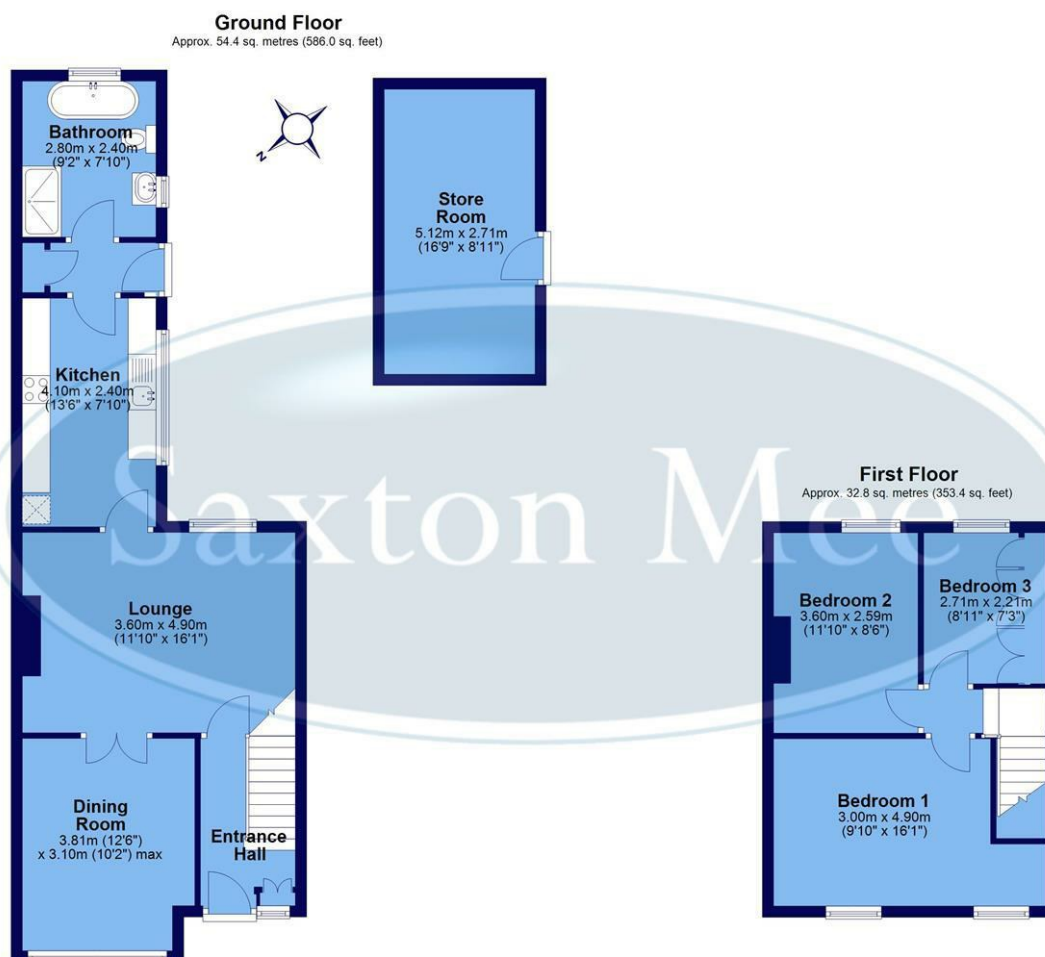 Ground Floor
Approx. 54.4 sq. metres (586.0 sq. feet)
Bathroom
2.80m x 2.40m
(9'2" x 7'10")
N
Store
Room
5.12m x 2.71m
(16'9" x 8'11")
Kitchen
4.10m x 2.40m
(13'6" x 7'10")
Saxton Mee
First Floor
Approx. 32.8 sq. metres (353.4 sq. feet)
Lounge
3.60m x 4.90m
(11'10" x 16'1")
Bedroom 2
3.60m x 2.59m
(11'10" x 8'6")
Bedroom 3
2.71m x 2.21m
(8'11" x 7'3")
Dining
Room
3.81m (12'6")
x 3.10m (10'2") max
Entrance
Hall
Bedroom 1
3.00m x 4.90m
(9'10" x 16'1")